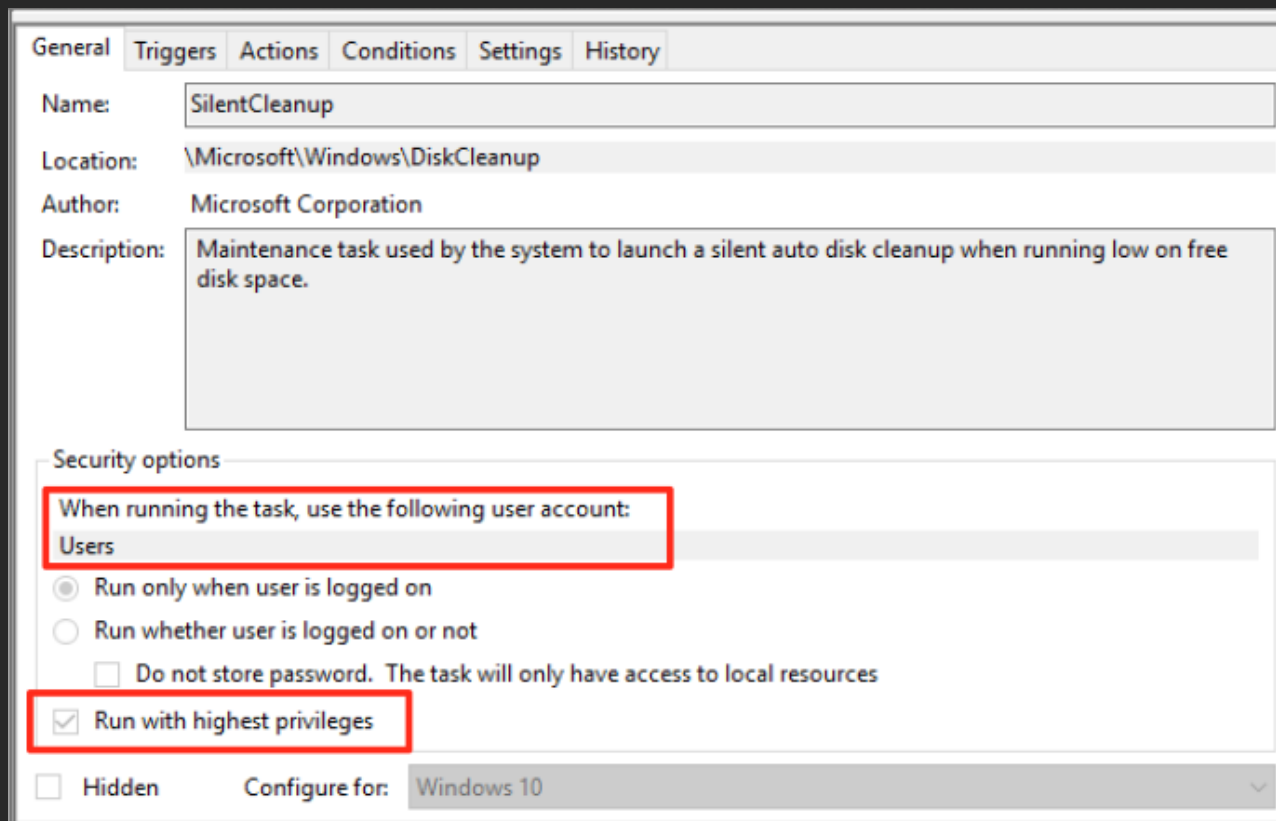 General Triggers Actions Conditions Settings History
Name: SilentCleanup
Location: \Microsoft\Windows\DiskCleanup
Author: Microsoft Corporation
Description: Maintenance task used by the system to launch a silent auto disk cleanup when running low on free
disk space.
Security options
When running the task, use the following user account:
Users
Run only when user is logged on
Run whether user is logged on or not
Do not store password. The task will only have access to local resources
Run with highest privileges
Hidden Configure for: Windows 10